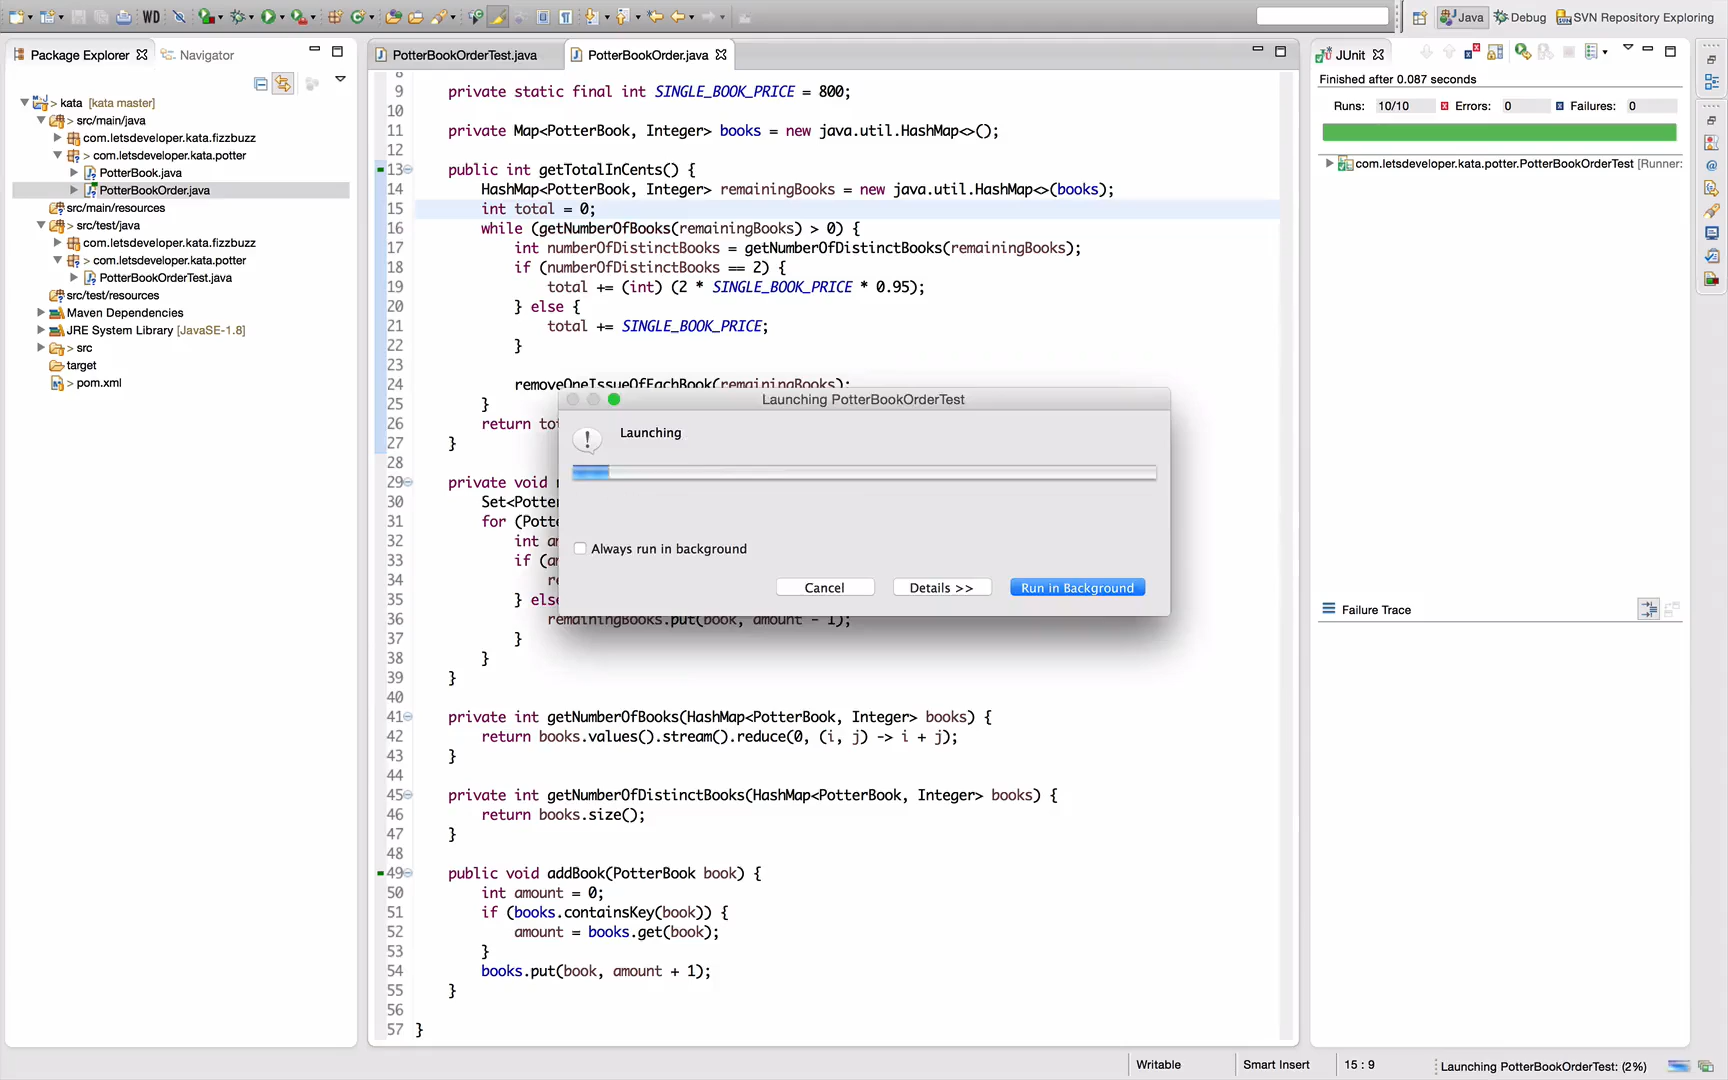 WD
Java
Debug
SVN Repository Exploring
Package Explorer
Navigator
> kata [kata master]
> src/main/java
com.letsdeveloper.kata.fizzbuzz
> com.letsdeveloper.kata.potter
PotterBook.java
PotterBookOrder.java
src/main/resources
> src/test/java
com.letsdeveloper.kata.fizzbuzz
> com.letsdeveloper.kata.potter
PotterBookOrderTest.java
src/test/resources
Maven Dependencies
JRE System Library [JavaSE-1.8]
> src
target
> pom.xml
PotterBookOrderTest.java
PotterBookOrder.java
8
9 private static final int SINGLE_BOOK_PRICE = 800;
10
11 private Map<PotterBook, Integer> books = new java.util.HashMap<>();
12
13 public int getTotalInCents() {
14 HashMap<PotterBook, Integer> remainingBooks = new java.util.HashMap<>(books);
15 int total = 0;
16 while (getNumberOfBooks(remainingBooks) > 0) {
17 int numberOfDistinctBooks = getNumberOfDistinctBooks(remainingBooks);
18 if (numberOfDistinctBooks == 2) {
19 total += (int) (2 * SINGLE_BOOK_PRICE * 0.95);
20 } else {
21 total += SINGLE_BOOK_PRICE;
22 }
23
24 removeOneIssueOfEachBook(remainingBooks);
25 }
26 return tot
27 }
28
29 private void
30 Set<Potte
31 for (Pott
32 int a
33 if (a
34 re
35 } els
36 remainingBooks.put(book, amount - 1);
37 }
38 }
39 }
40
41 private int getNumberOfBooks(HashMap<PotterBook, Integer> books) {
42 return books.values().stream().reduce(0, (i, j) -> i + j);
43 }
44
45 private int getNumberOfDistinctBooks(HashMap<PotterBook, Integer> books) {
46 return books.size();
47 }
48
49 public void addBook(PotterBook book) {
50 int amount = 0;
51 if (books.containsKey(book)) {
52 amount = books.get(book);
53 }
54 books.put(book, amount + 1);
55 }
56
57 }
Launching PotterBookOrderTest
Launching
Always run in background
Cancel
Details >>
Run in Background
JUnit
Finished after 0.087 seconds
Runs: 10/10 Errors: 0 Failures: 0
com.letsdeveloper.kata.potter.PotterBookOrderTest [Runner:
Failure Trace
Writable
Smart Insert
15 : 9
Launching PotterBookOrderTest: (2%)